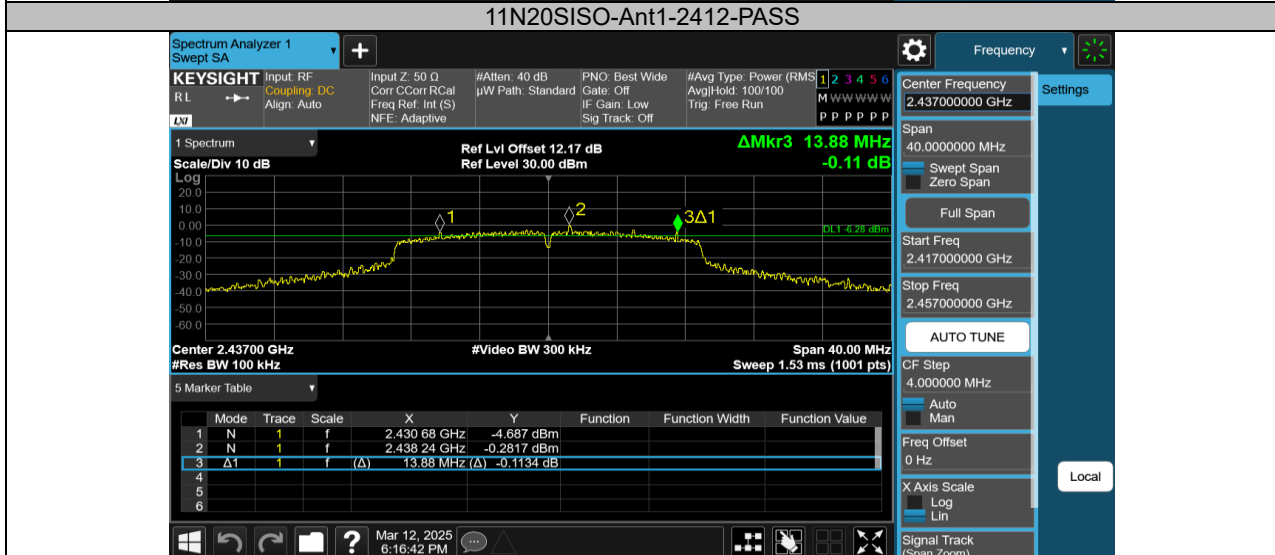 11N20SISO-Ant1-2412-PASS
Spectrum Analyzer 1
Swept SA
+
Frequency
KEYSIGHT
RL
LXI
Input: RF
Coupling: DC
Align: Auto
Input Z: 50 Ω
Corr CCorr RCal
Freq Ref: Int (S)
NFE: Adaptive
#Atten: 40 dB
µW Path: Standard
PNO: Best Wide
Gate: Off
IF Gain: Low
Sig Track: Off
#Avg Type: Power (RMS
Avg|Hold: 100/100
Trig: Free Run
1 2 3 4 5 6
M W W W W W
P P P P P P
1 Spectrum
Scale/Div 10 dB
Ref Lvl Offset 12.17 dB
Ref Level 30.00 dBm
ΔMkr3 13.88 MHz
-0.11 dB
Log
20.0
10.0
0.00
-10.0
-20.0
-30.0
-40.0
-50.0
-60.0
1
2
3Δ1
DL1 -6.28 dBm
Center 2.43700 GHz
#Video BW 300 kHz
Span 40.00 MHz
#Res BW 100 kHz
Sweep 1.53 ms (1001 pts)
5 Marker Table
Mode Trace Scale X Y Function Function Width Function Value
1 N 1 f 2.430 68 GHz -4.687 dBm
2 N 1 f 2.438 24 GHz -0.2817 dBm
3 Δ1 1 f (Δ) 13.88 MHz (Δ) -0.1134 dB
4
5
6
Mar 12, 2025
6:16:42 PM
Center Frequency
2.437000000 GHz
Settings
Span
40.0000000 MHz
Swept Span
Zero Span
Full Span
Start Freq
2.417000000 GHz
Stop Freq
2.457000000 GHz
AUTO TUNE
CF Step
4.000000 MHz
Auto
Man
Freq Offset
0 Hz
X Axis Scale
Log
Lin
Local
Signal Track
(Span Zoom)